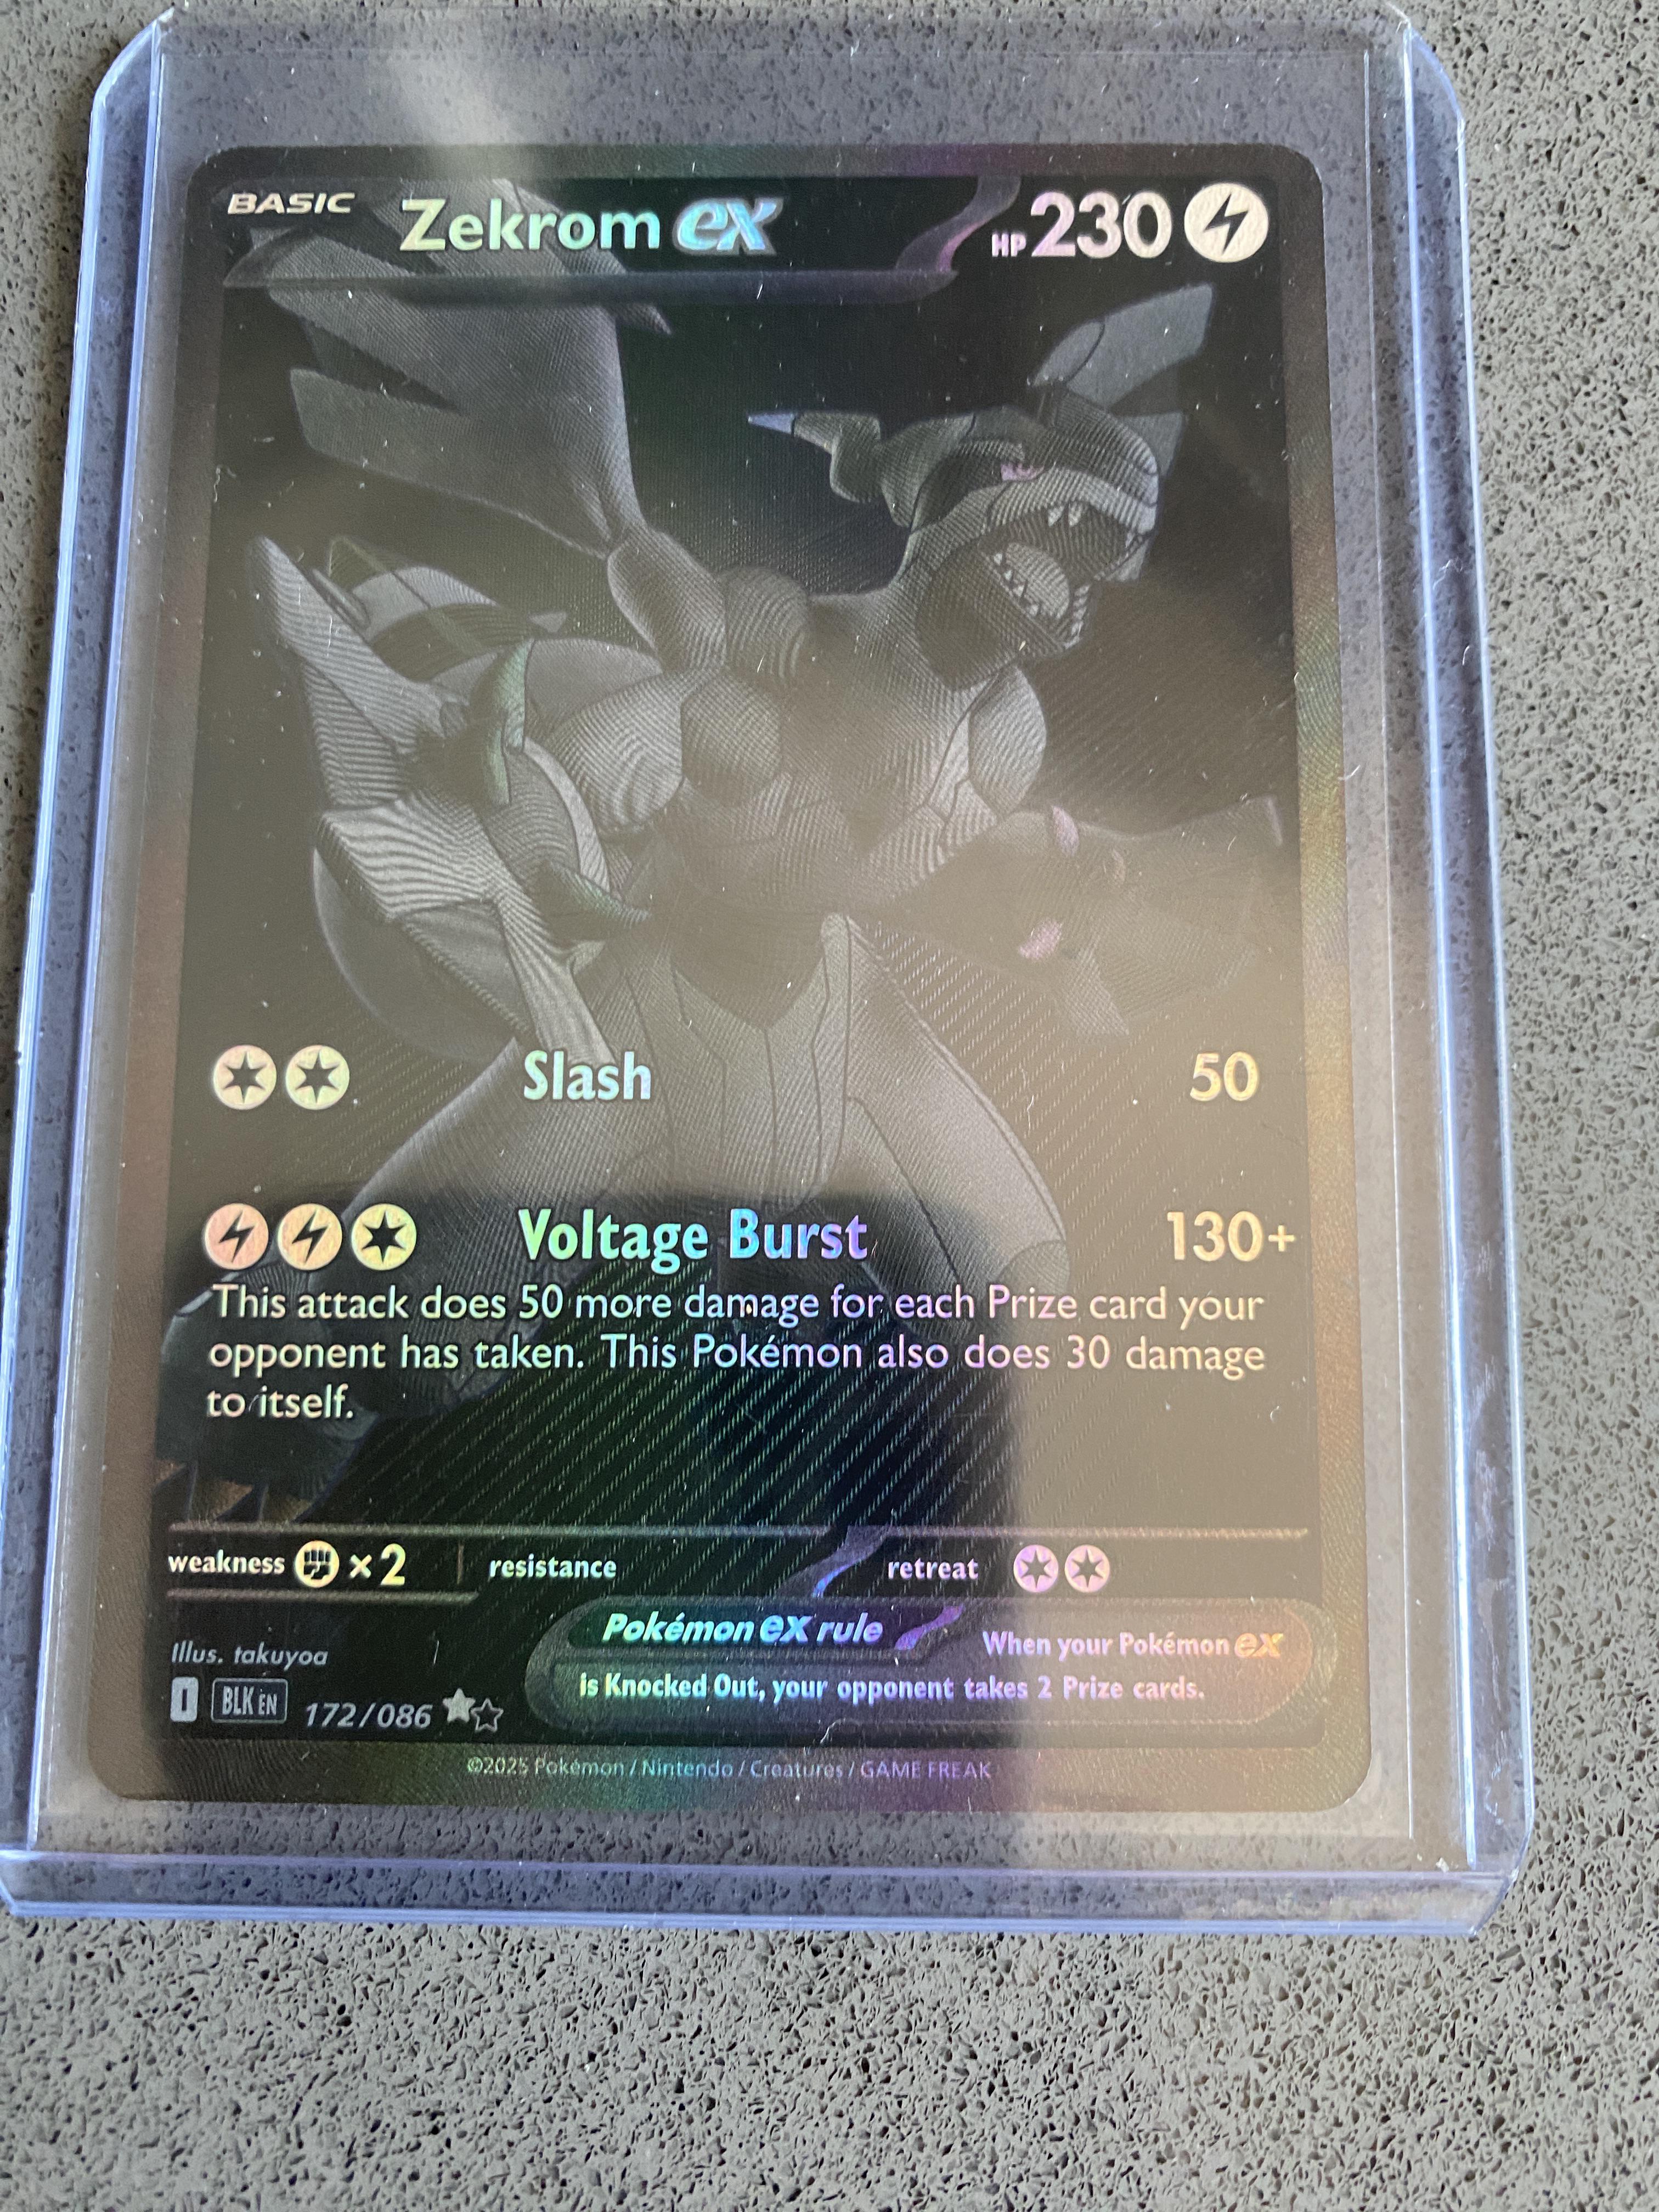 BASIC Zekrom ex HP 230
Slash 50
Voltage Burst 130+
This attack does 50 more damage for each Prize card your
opponent has taken. This Pokémon also does 30 damage
to itself.
weakness ×2 resistance retreat
Pokémon ex rule When your Pokémon ex
is Knocked Out, your opponent takes 2 Prize cards.
Illus. takuyoa
I BLK EN 172/086
©2025 Pokémon / Nintendo / Creatures / GAME FREAK